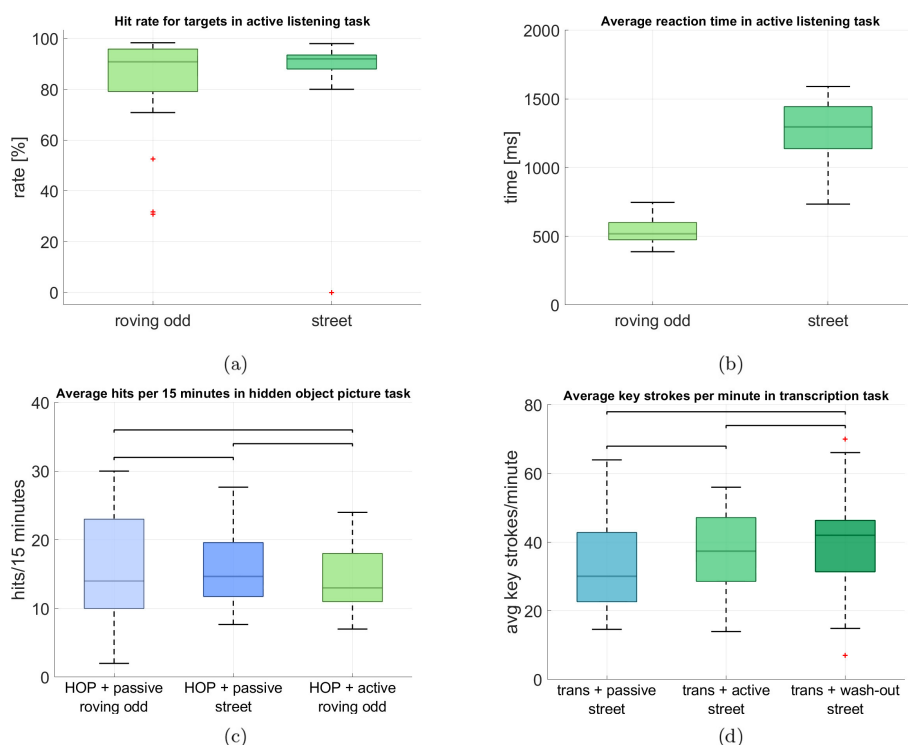 Hit rate for targets in active listening task
100
80
60
40
20
0
rate [%]
roving odd street
(a)
Average reaction time in active listening task
2000
1500
1000
500
0
time [ms]
roving odd street
(b)
Average hits per 15 minutes in hidden object picture task
40
30
20
10
0
hits/15 minutes
HOP + passive HOP + passive HOP + active
roving odd street roving odd
(c)
Average key strokes per minute in transcription task
80
60
40
20
0
avg key strokes/minute
trans + passive trans + active trans + wash-out
street street street
(d)